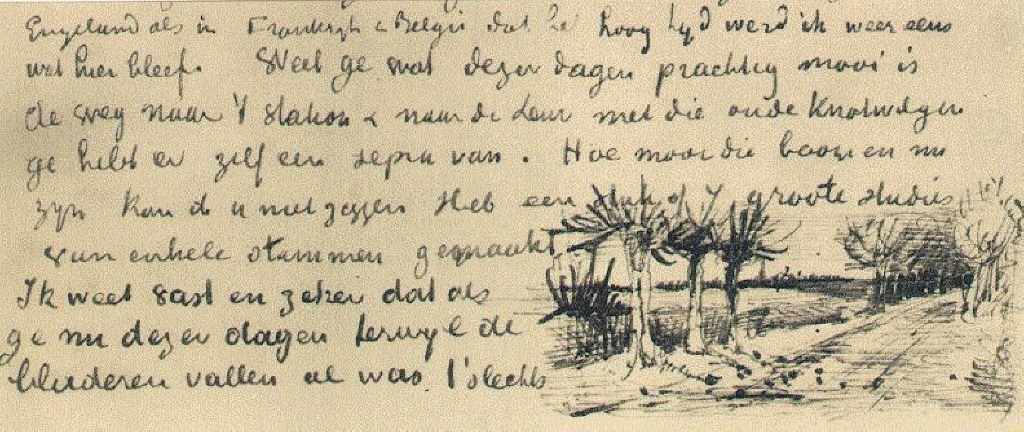 Engeland als in Frankrijk & Belgie dat het hoog tijd werd ik weer eens
wat hier bleef. Weet ge wat dezer dagen prachtig mooi is
de weg naar 't station & naar de Leur met die oude Knotwilgen
ge hebt er zelf een sepia van. Hoe mooi die boomen nu
zijn kan ik u niet zeggen Heb een stuk of 7 groote studies
van enkele stammen gemaakt
Ik weet vast en zeker dat als
ge nu dezer dagen terwijl de
bladeren vallen al was 't slechts